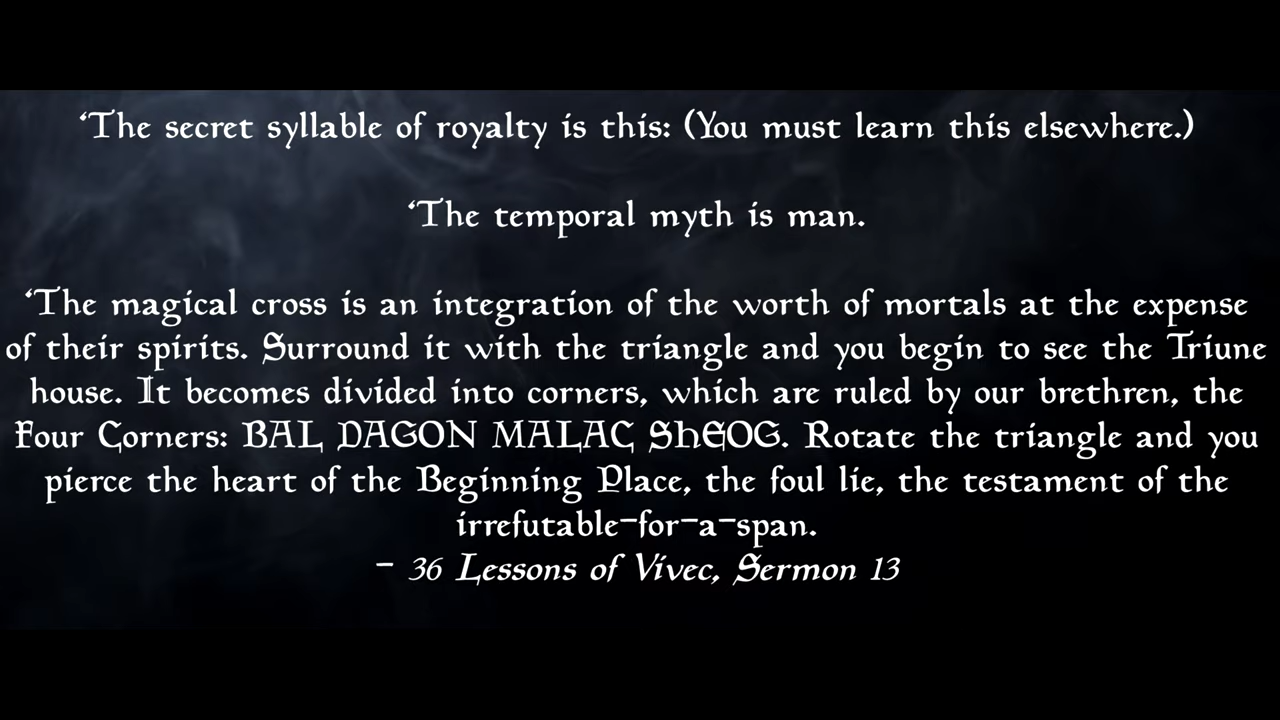 ‘The secret syllable of royalty is this: (You must learn this elsewhere.)
‘The temporal myth is man.
‘The magical cross is an integration of the worth of mortals at the expense
of their spirits. Surround it with the triangle and you begin to see the Triune
house. It becomes divided into corners, which are ruled by our brethren, the
Four Corners: BAL DAGON MALAC SHEOG. Rotate the triangle and you
pierce the heart of the Beginning Place, the foul lie, the testament of the
irrefutable-for-a-span.
- 36 Lessons of Vivec, Sermon 13